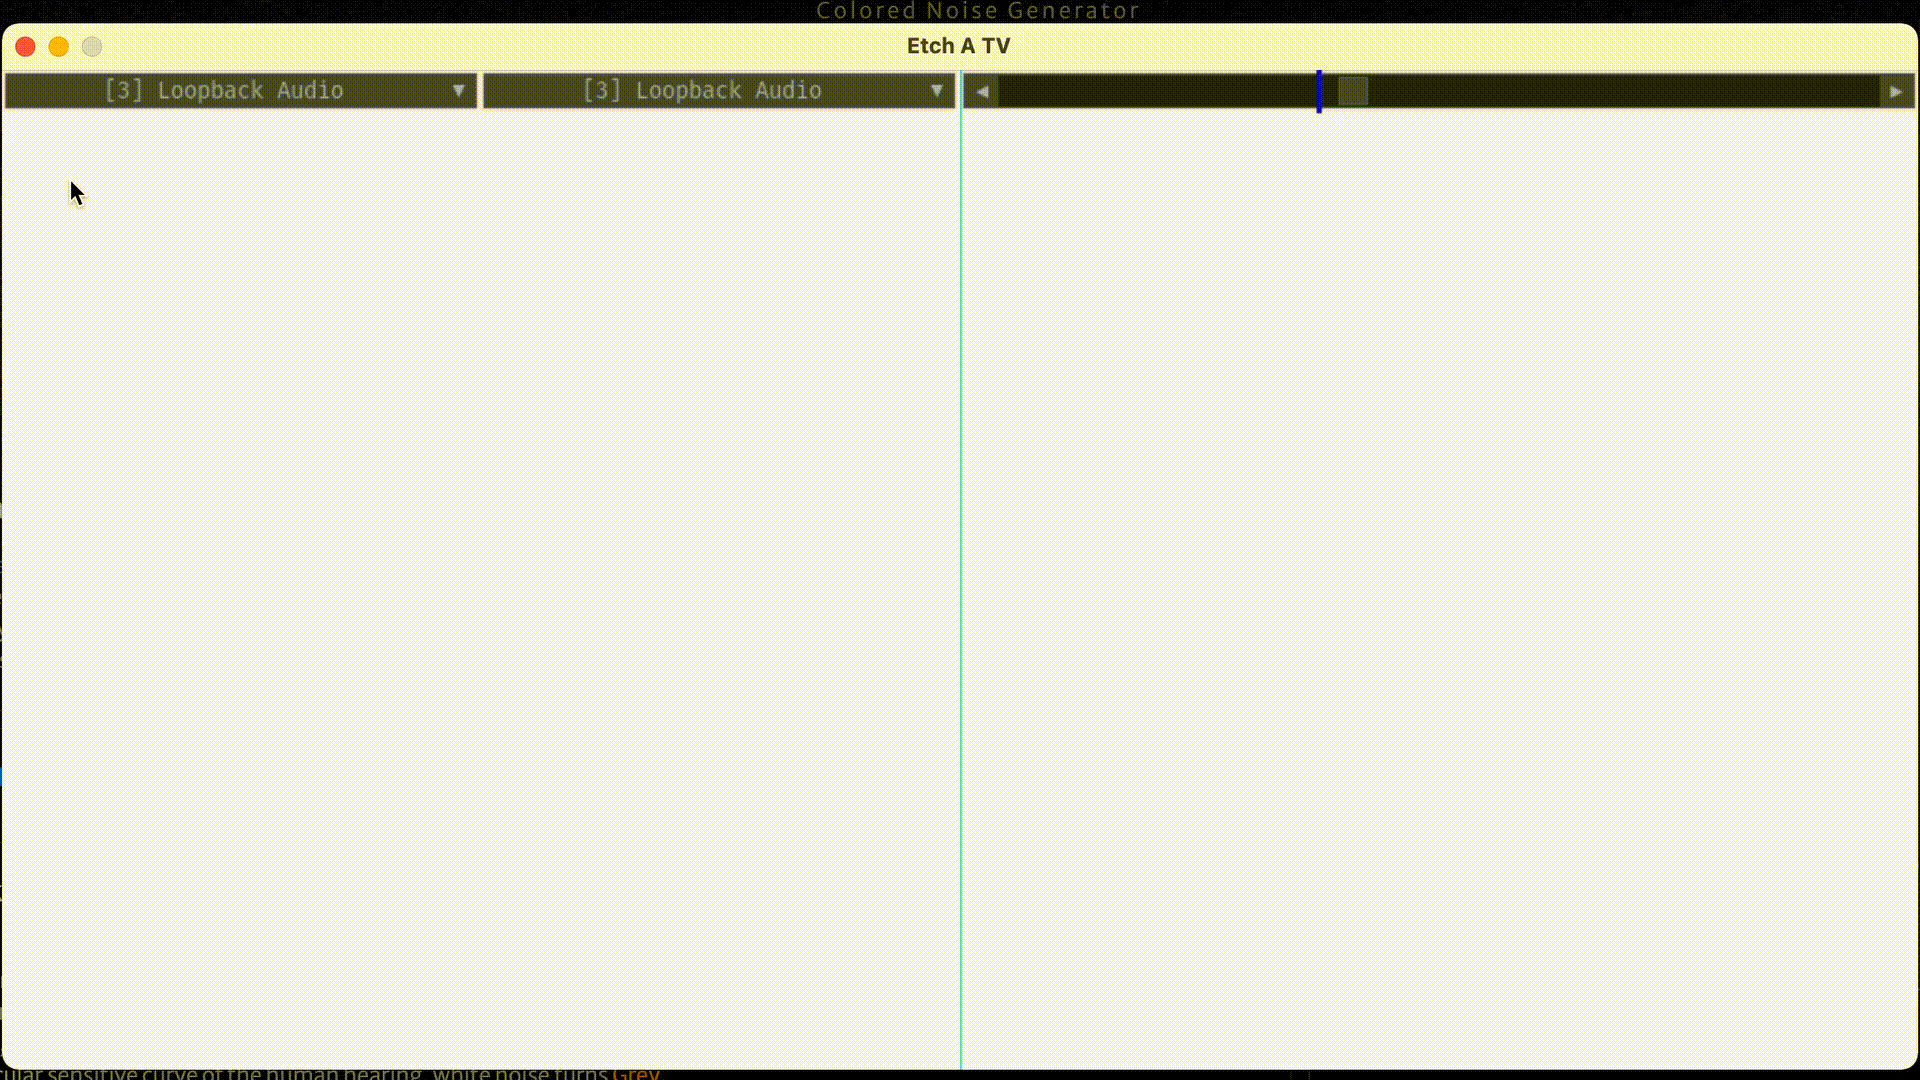 Colored Noise Generator
Etch A TV
[3] Loopback Audio
[3] Loopback Audio
sensitive curve of the human hearing, white noise turns Grey